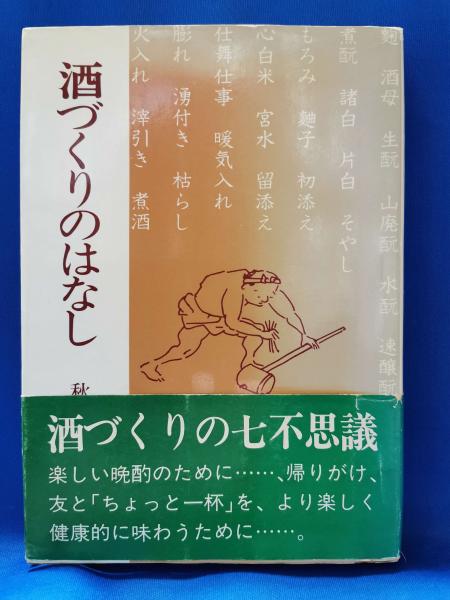 酒づくりのはなし
秋
麹 酒母 生酛 山廃酛 水酛 速醸酛
煮酛 諸白 片白 そやし
もろみ 麹子 初添え
心白米 宮水 留添え
仕舞仕事 暖気入れ
膨れ 湧付き 枯らし
火入れ 滓引き 煮酒
酒づくりの七不思議
楽しい晩酌のために……、帰りがけ、
友と「ちょっと一杯」を、より楽しく
健康的に味わうために……。